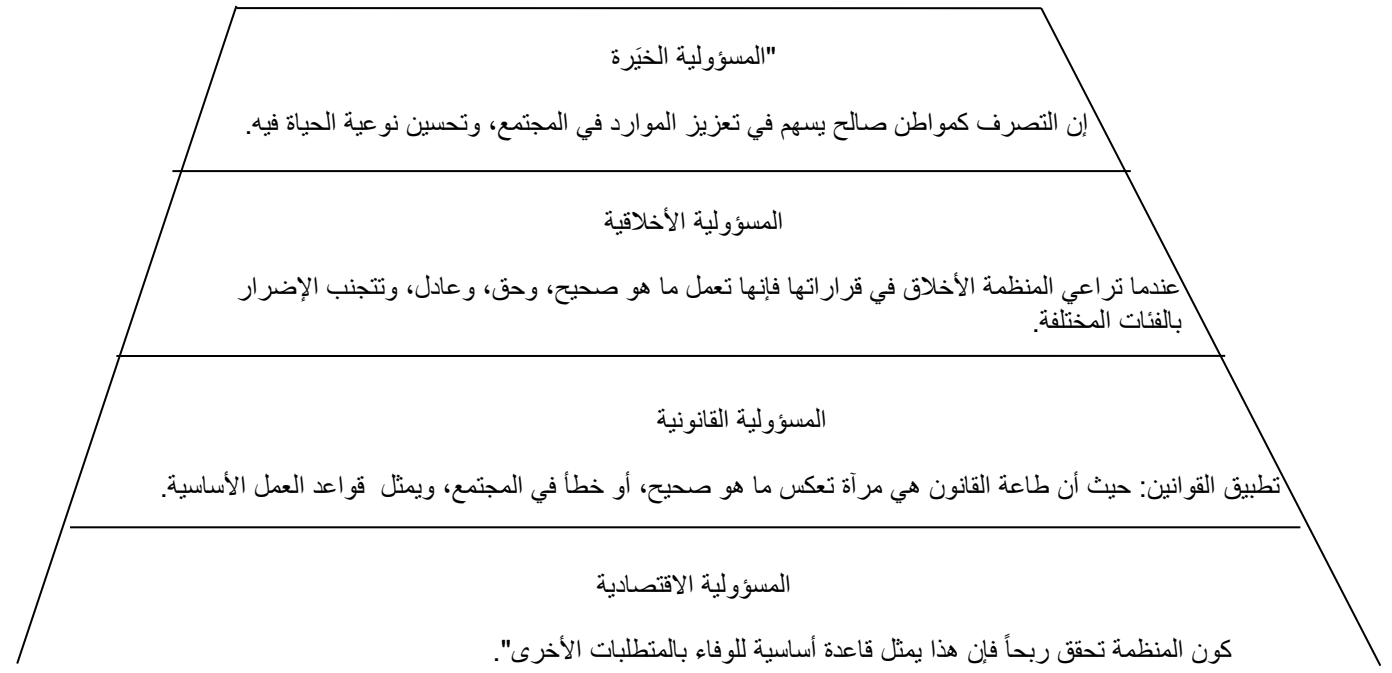 "المسؤولية الخيَرة
إن التصرف كمواطن صالح يسهم في تعزيز الموارد في المجتمع، وتحسين نوعية الحياة فيه.
المسؤولية الأخلاقية
عندما تراعي المنظمة الأخلاق في قراراتها فإنها تعمل ما هو صحيح، وحق، وعادل، وتتجنب الإضرار
بالفئات المختلفة.
المسؤولية القانونية
تطبيق القوانين: حيث أن طاعة القانون هي مرآة تعكس ما هو صحيح، أو خطأ في المجتمع، ويمثل قواعد العمل الأساسية.
المسؤولية الاقتصادية
كون المنظمة تحقق ربحاً فإن هذا يمثل قاعدة أساسية للوفاء بالمتطلبات الأخرى".